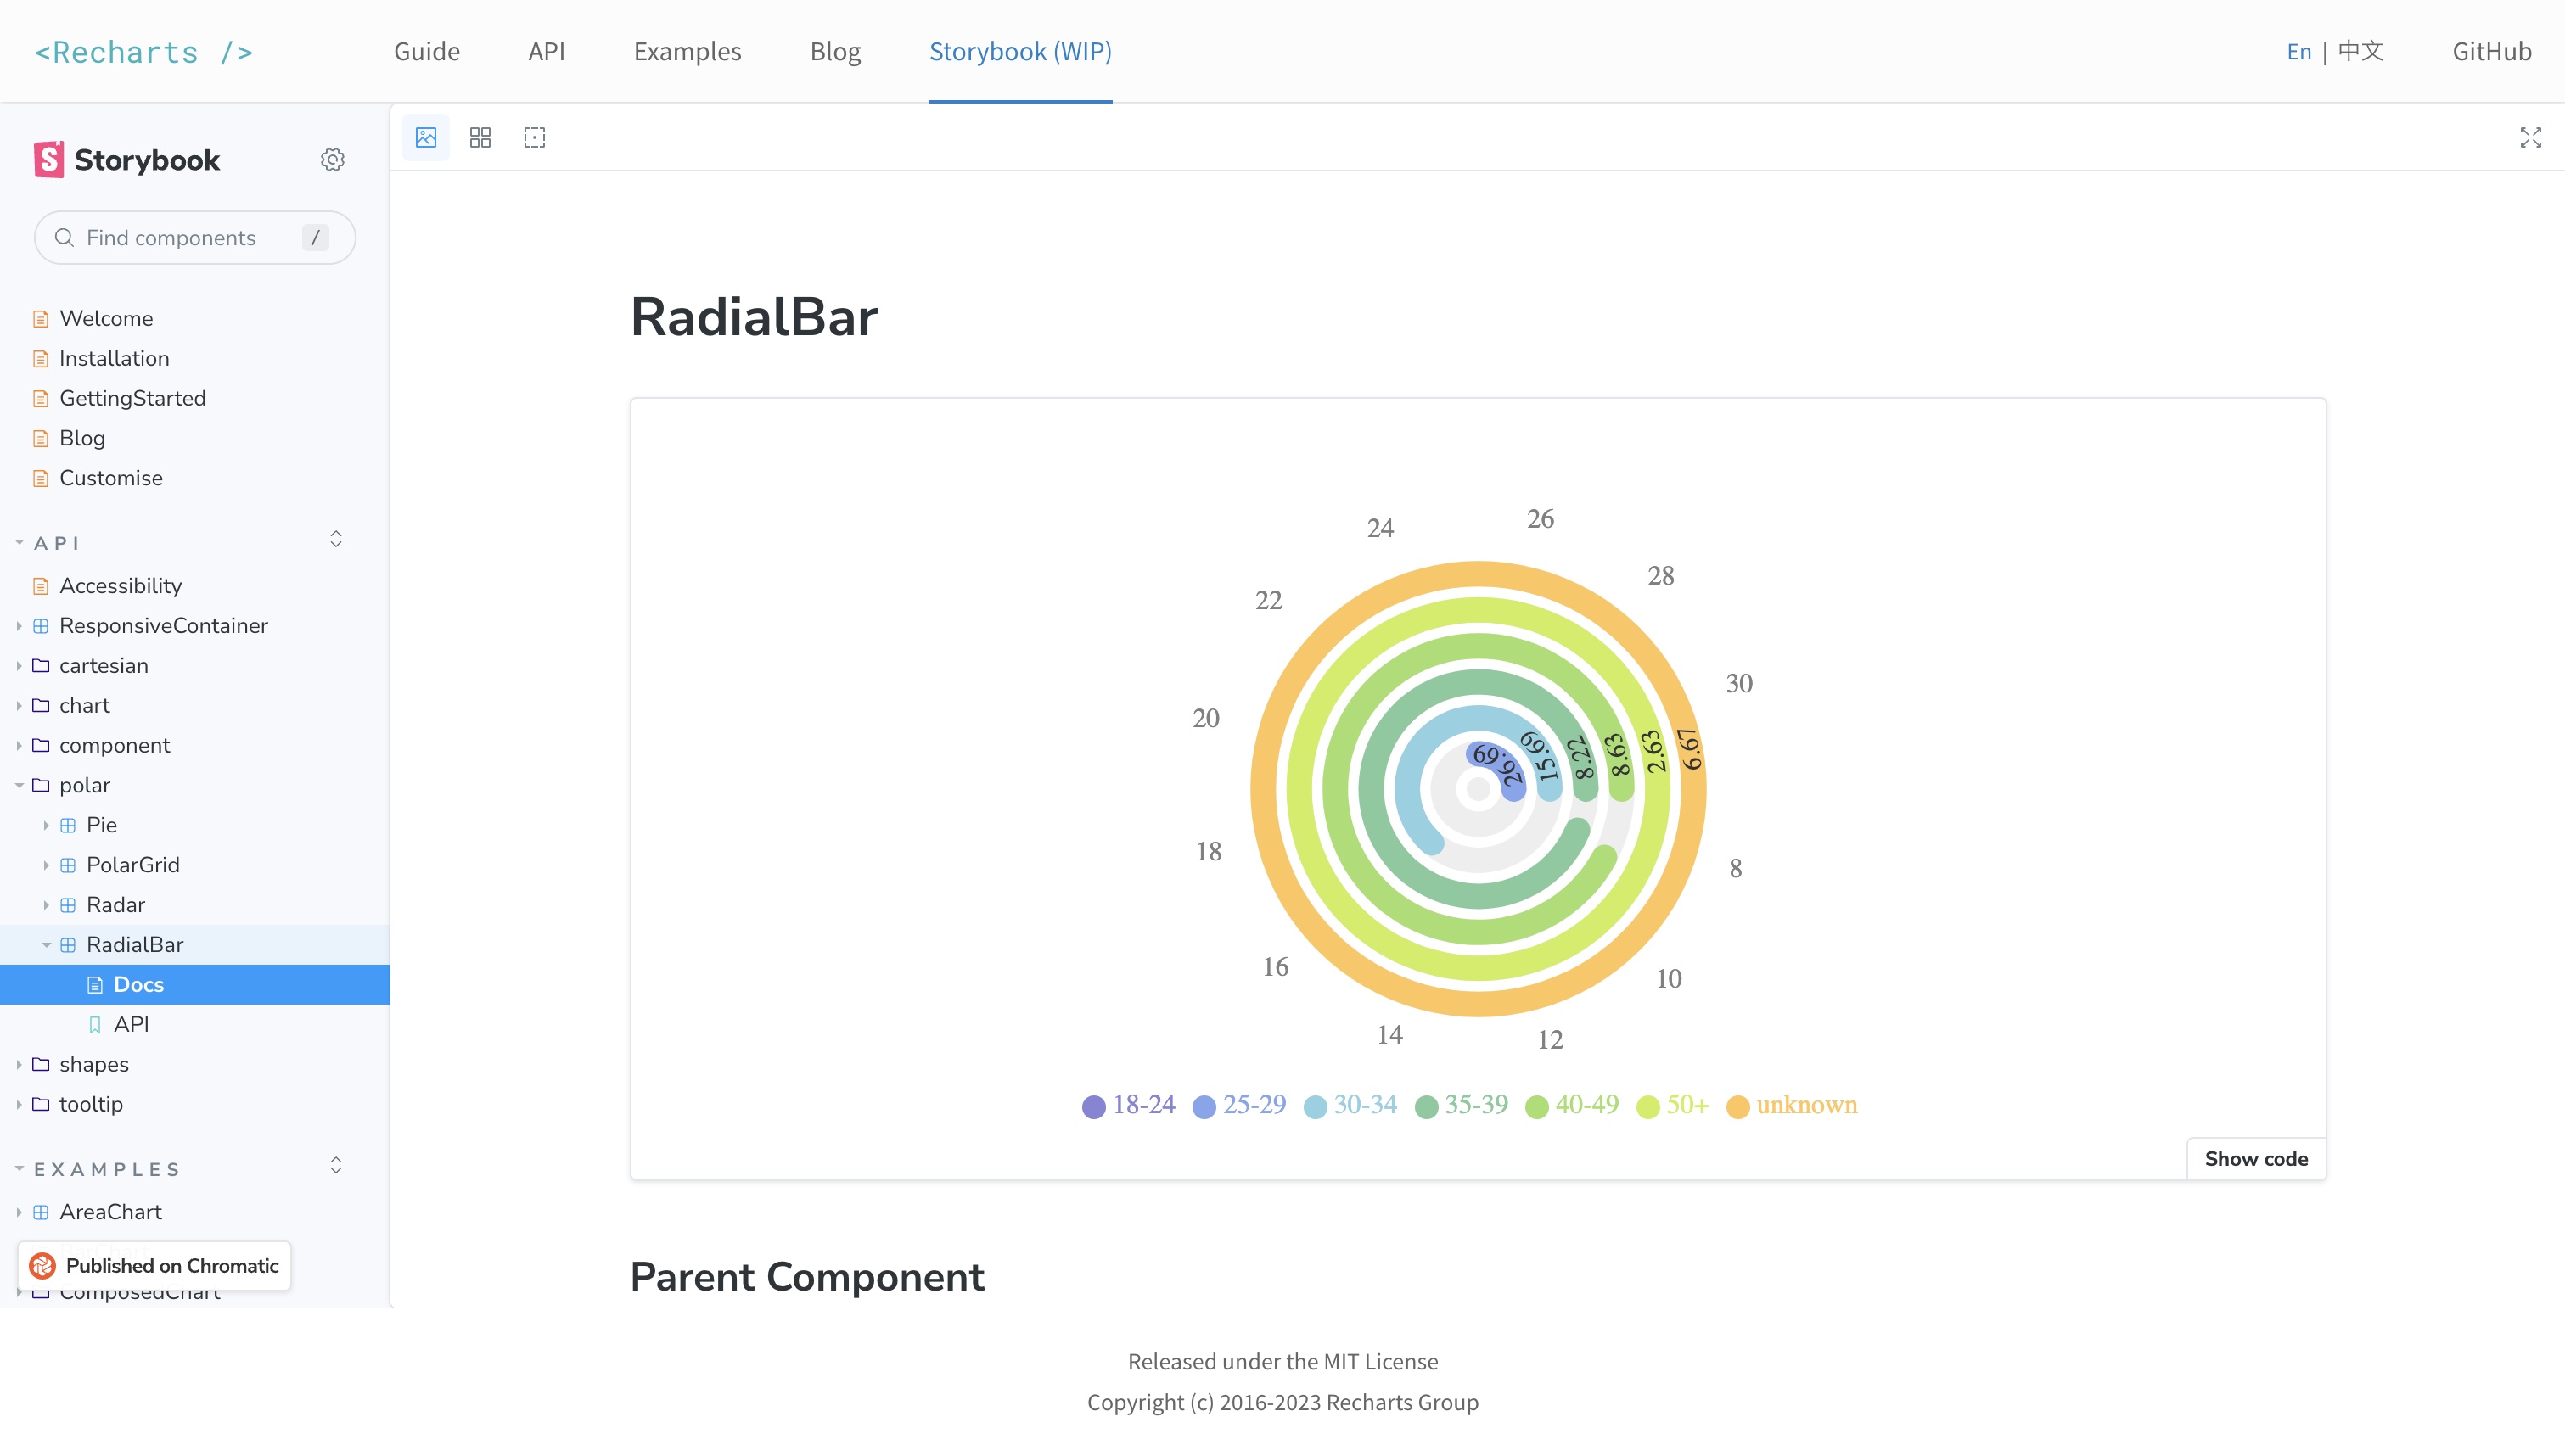 <Recharts />
Guide API Examples Blog Storybook (WIP) En | 中文 GitHub
Storybook
Find components /
Welcome
Installation
GettingStarted
Blog
Customise
API
Accessibility
ResponsiveContainer
cartesian
chart
component
polar
Pie
PolarGrid
Radar
RadialBar
Docs
API
shapes
tooltip
EXAMPLES
AreaChart
Published on Chromatic
ComposedChart
RadialBar
24 26
22 28
20 30
18 8
16 10
14 12
26.69 15.69 8.22 8.63 2.63 6.67
18-24 25-29 30-34 35-39 40-49 50+ unknown
Show code
Parent Component
Released under the MIT License
Copyright (c) 2016-2023 Recharts Group